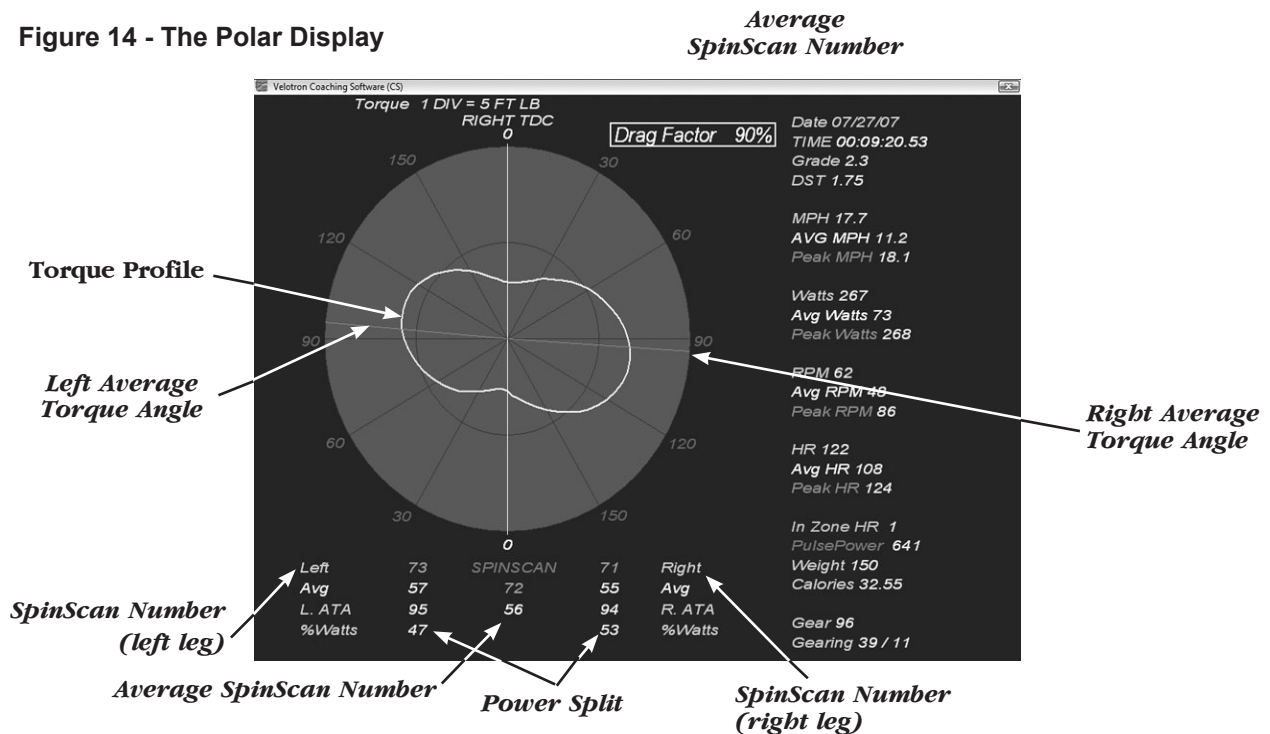 Figure 14 - The Polar Display
Average
SpinScan Number
Velotron Coaching Software (CS)
Torque 1 DIV = 5 FT LB
RIGHT TDC
0
Drag Factor 90%
150
30
120
60
90
90
60
120
30
150
0
Date 07/27/07
TIME 00:09:20.53
Grade 2.3
DST 1.75
MPH 17.7
AVG MPH 11.2
Peak MPH 18.1
Watts 267
Avg Watts 73
Peak Watts 268
RPM 62
Avg RPM 48
Peak RPM 86
HR 122
Avg HR 108
Peak HR 124
In Zone HR 1
PulsePower 641
Weight 150
Calories 32.55
Gear 96
Gearing 39 / 11
Torque Profile
Left Average
Torque Angle
Right Average
Torque Angle
Left 73 SPINSCAN 71 Right
Avg 57 72 55 Avg
L. ATA 95 56 94 R. ATA
%Watts 47 53 %Watts
SpinScan Number
(left leg)
Average SpinScan Number
Power Split
SpinScan Number
(right leg)